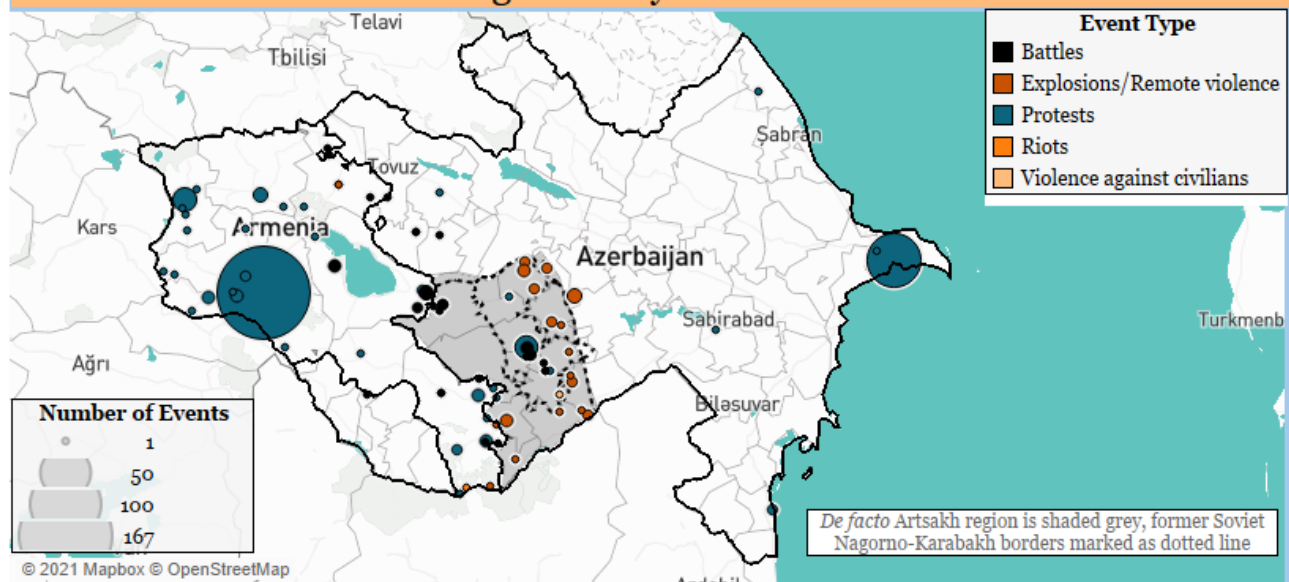 Telavi
Tbilisi
Event Type
Battles
Explosions/Remote violence
Protests
Riots
Violence against civilians
Şabran
Tovuz
Kars
Armenia
Azerbaijan
Sabirabad
Turkmenb
Ağrı
Biləsuvar
Number of Events
1
50
100
167
De facto Artsakh region is shaded grey, former Soviet
Nagorno-Karabakh borders marked as dotted line
© 2021 Mapbox © OpenStreetMap